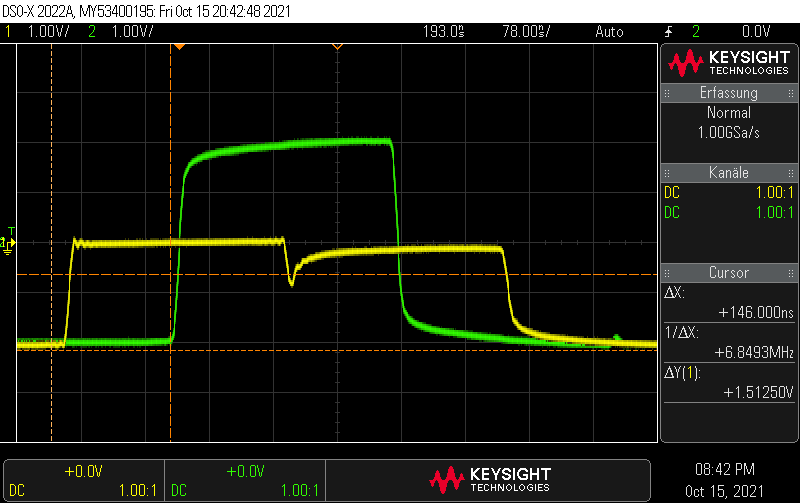 DSO-X 2022A, MY53400195: Fri Oct 15 20:42:48 2021
1 1.00V/ 2 1.00V/ 193.0s 78.00s/ Auto 2 0.0V
KEYSIGHT
TECHNOLOGIES
Erfassung
Normal
1.00GSa/s
Kanäle
DC 1.00:1
DC 1.00:1
Cursor
ΔX:
+146.000ns
1/ΔX:
+6.8493MHz
ΔY(1):
+1.51250V
T
2
+0.0V
DC 1.00:1
+0.0V
DC 1.00:1
KEYSIGHT
TECHNOLOGIES
08:42 PM
Oct 15, 2021